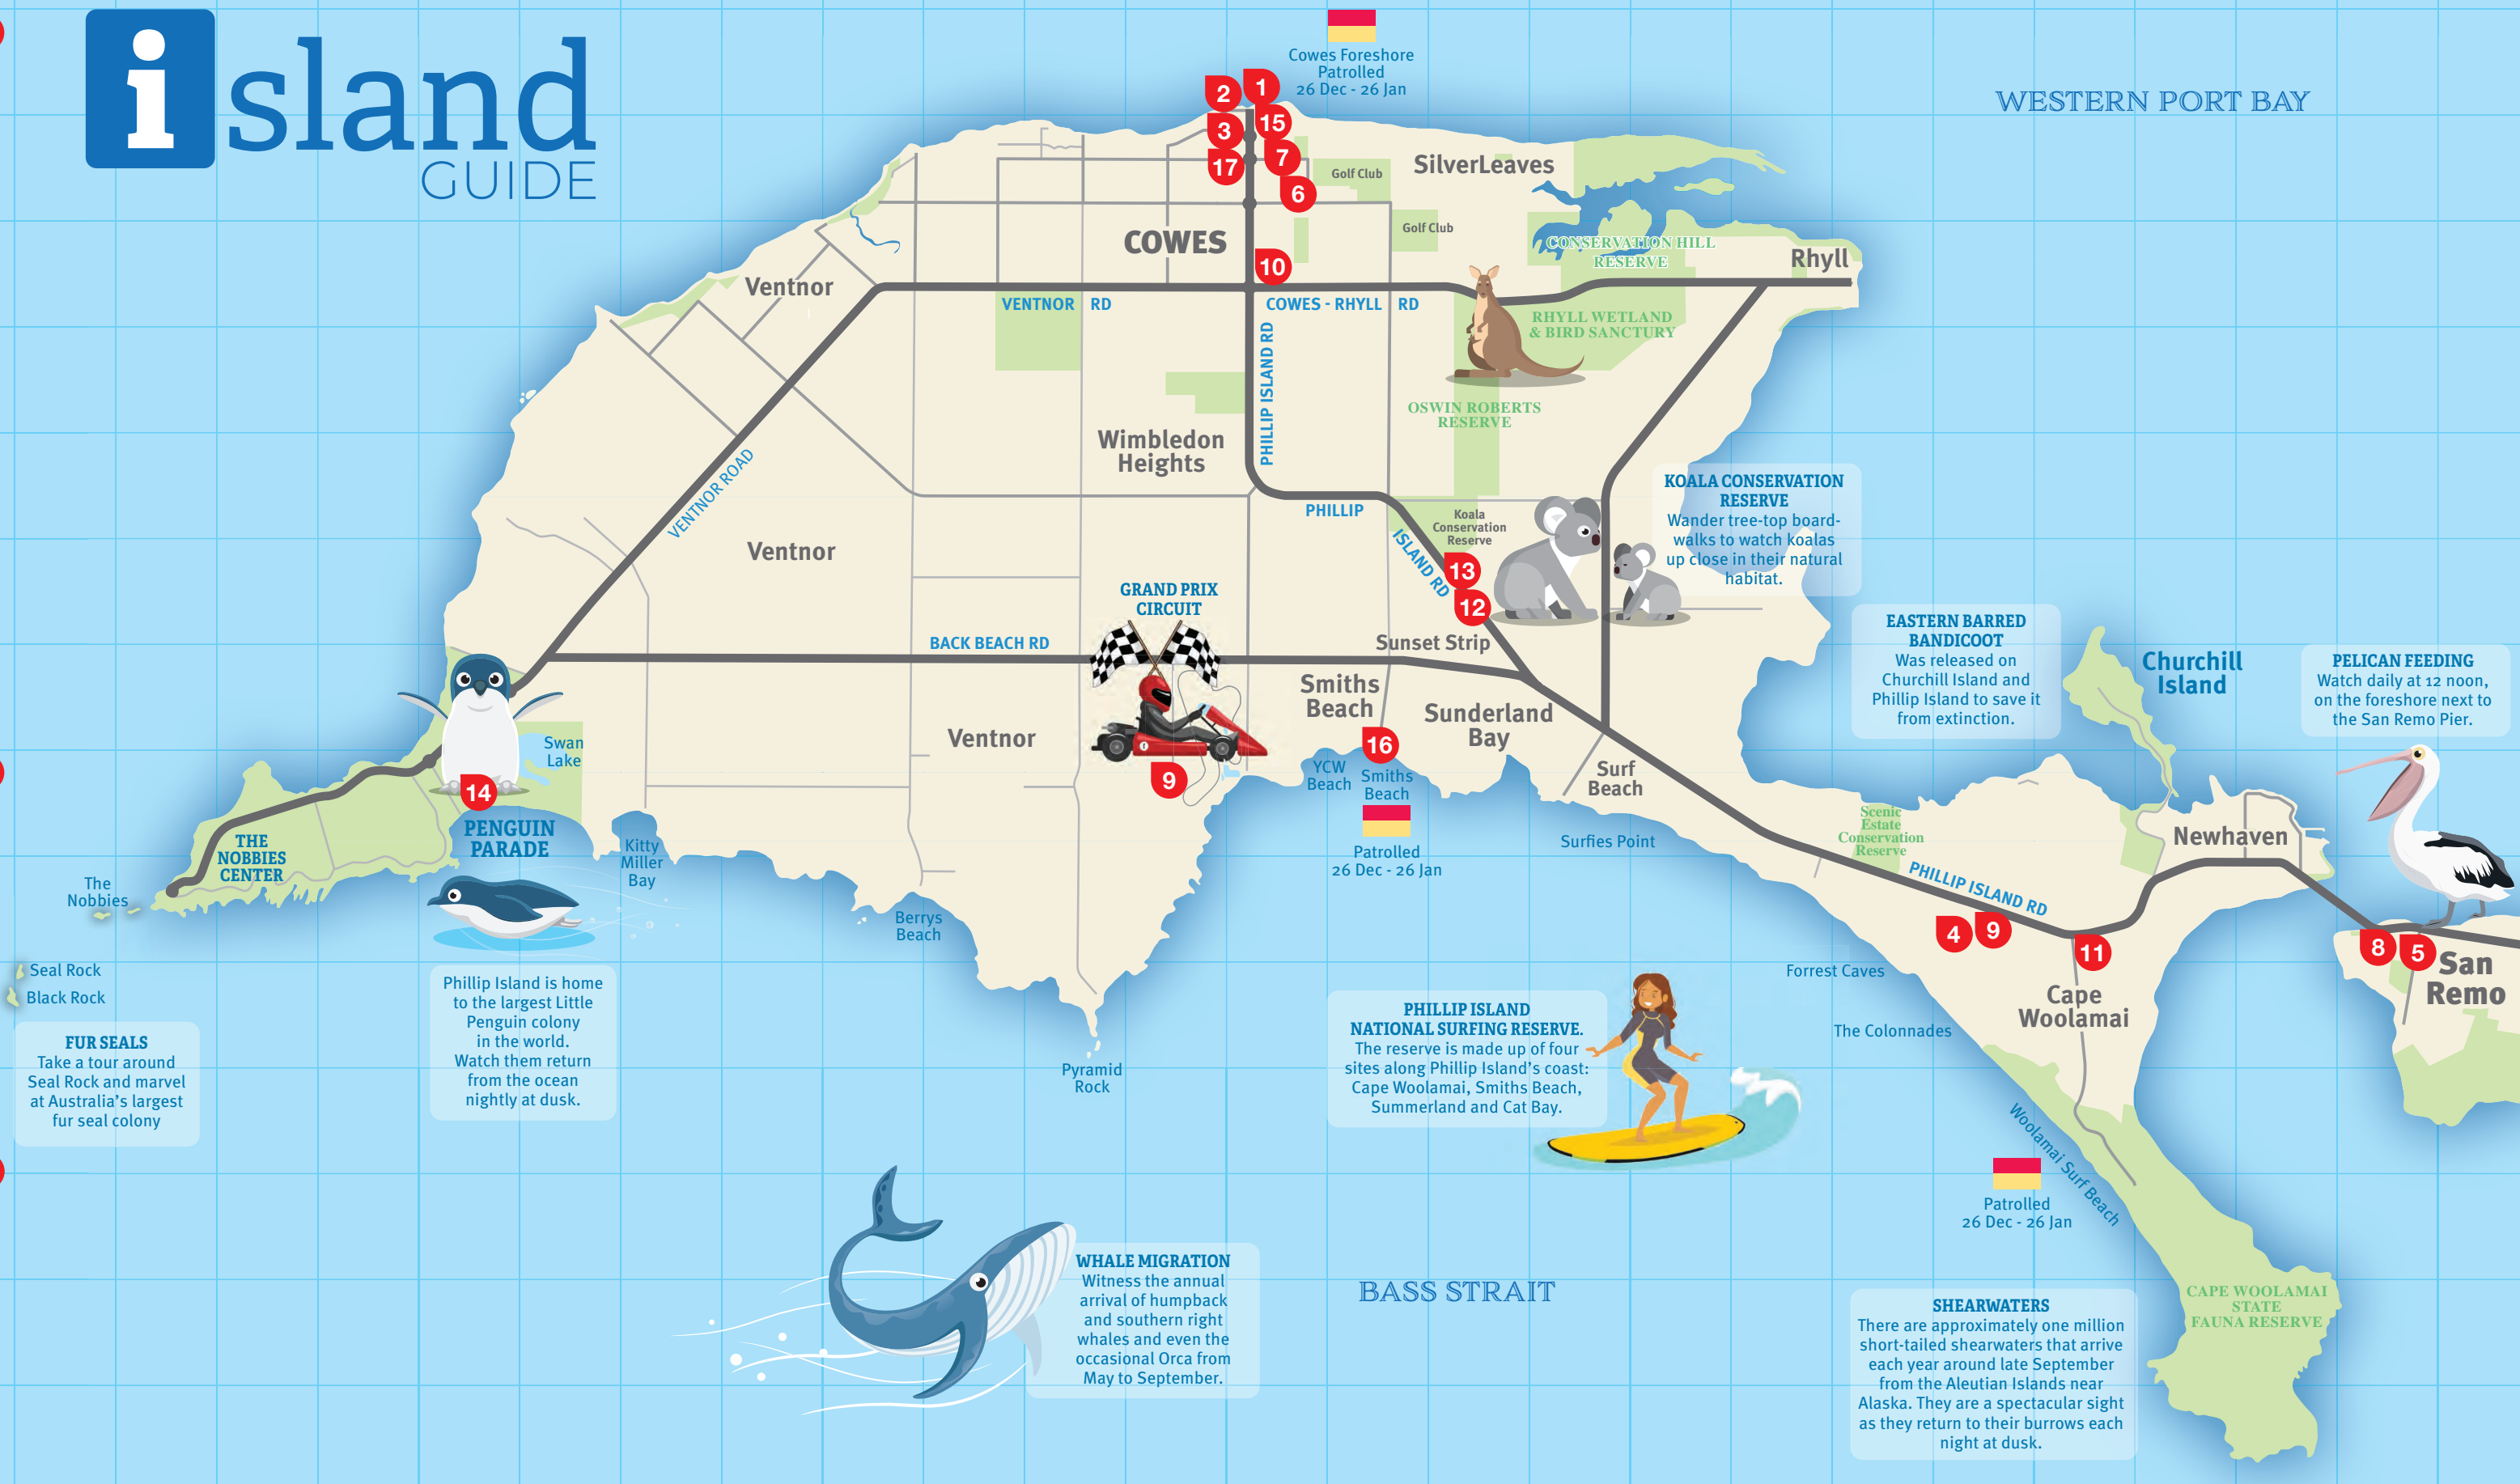 island
GUIDE
Cowes Foreshore
Patrolled
26 Dec - 26 Jan
WESTERN PORT BAY
2
1
3
15
17
7
6
10
Golf Club
SilverLeaves
Golf Club
COWES
CONSERVATION HILL
RESERVE
Rhyll
Ventnor
VENTNOR RD
COWES - RHYLL RD
RHYLL WETLAND
& BIRD SANCTURY
PHILLIP ISLAND RD
OSWIN ROBERTS
RESERVE
Wimbledon
Heights
VENTNOR ROAD
PHILLIP
ISLAND RD
Koala
Conservation
Reserve
13
12
KOALA CONSERVATION
RESERVE
Wander tree-top board-
walks to watch koalas
up close in their natural
habitat.
Ventnor
GRAND PRIX
CIRCUIT
BACK BEACH RD
Sunset Strip
EASTERN BARRED
BANDICOOT
Was released on
Churchill Island and
Phillip Island to save it
from extinction.
Churchill
Island
PELICAN FEEDING
Watch daily at 12 noon,
on the foreshore next to
the San Remo Pier.
Smiths
Beach
Sunderland
Bay
Ventnor
9
16
YCW
Beach
Smiths
Beach
Patrolled
26 Dec - 26 Jan
Surf
Beach
Surfies Point
Swan
Lake
14
PENGUIN
PARADE
THE
NOBBIES
CENTER
The
Nobbies
Kitty
Miller
Bay
Berrys
Beach
Scenic
Estate
Conservation
Reserve
Newhaven
PHILLIP ISLAND RD
4
9
11
8
5
San
Remo
Seal Rock
Black Rock
FUR SEALS
Take a tour around
Seal Rock and marvel
at Australia's largest
fur seal colony
Phillip Island is home
to the largest Little
Penguin colony
in the world.
Watch them return
from the ocean
nightly at dusk.
Pyramid
Rock
PHILLIP ISLAND
NATIONAL SURFING RESERVE.
The reserve is made up of four
sites along Phillip Island's coast:
Cape Woolamai, Smiths Beach,
Summerland and Cat Bay.
Forrest Caves
The Colonnades
Cape
Woolamai
Woolamai Surf Beach
Patrolled
26 Dec - 26 Jan
WHALE MIGRATION
Witness the annual
arrival of humpback
and southern right
whales and even the
occasional Orca from
May to September.
BASS STRAIT
SHEARWATERS
There are approximately one million
short-tailed shearwaters that arrive
each year around late September
from the Aleutian Islands near
Alaska. They are a spectacular sight
as they return to their burrows each
night at dusk.
CAPE WOOLAMAI
STATE
FAUNA RESERVE